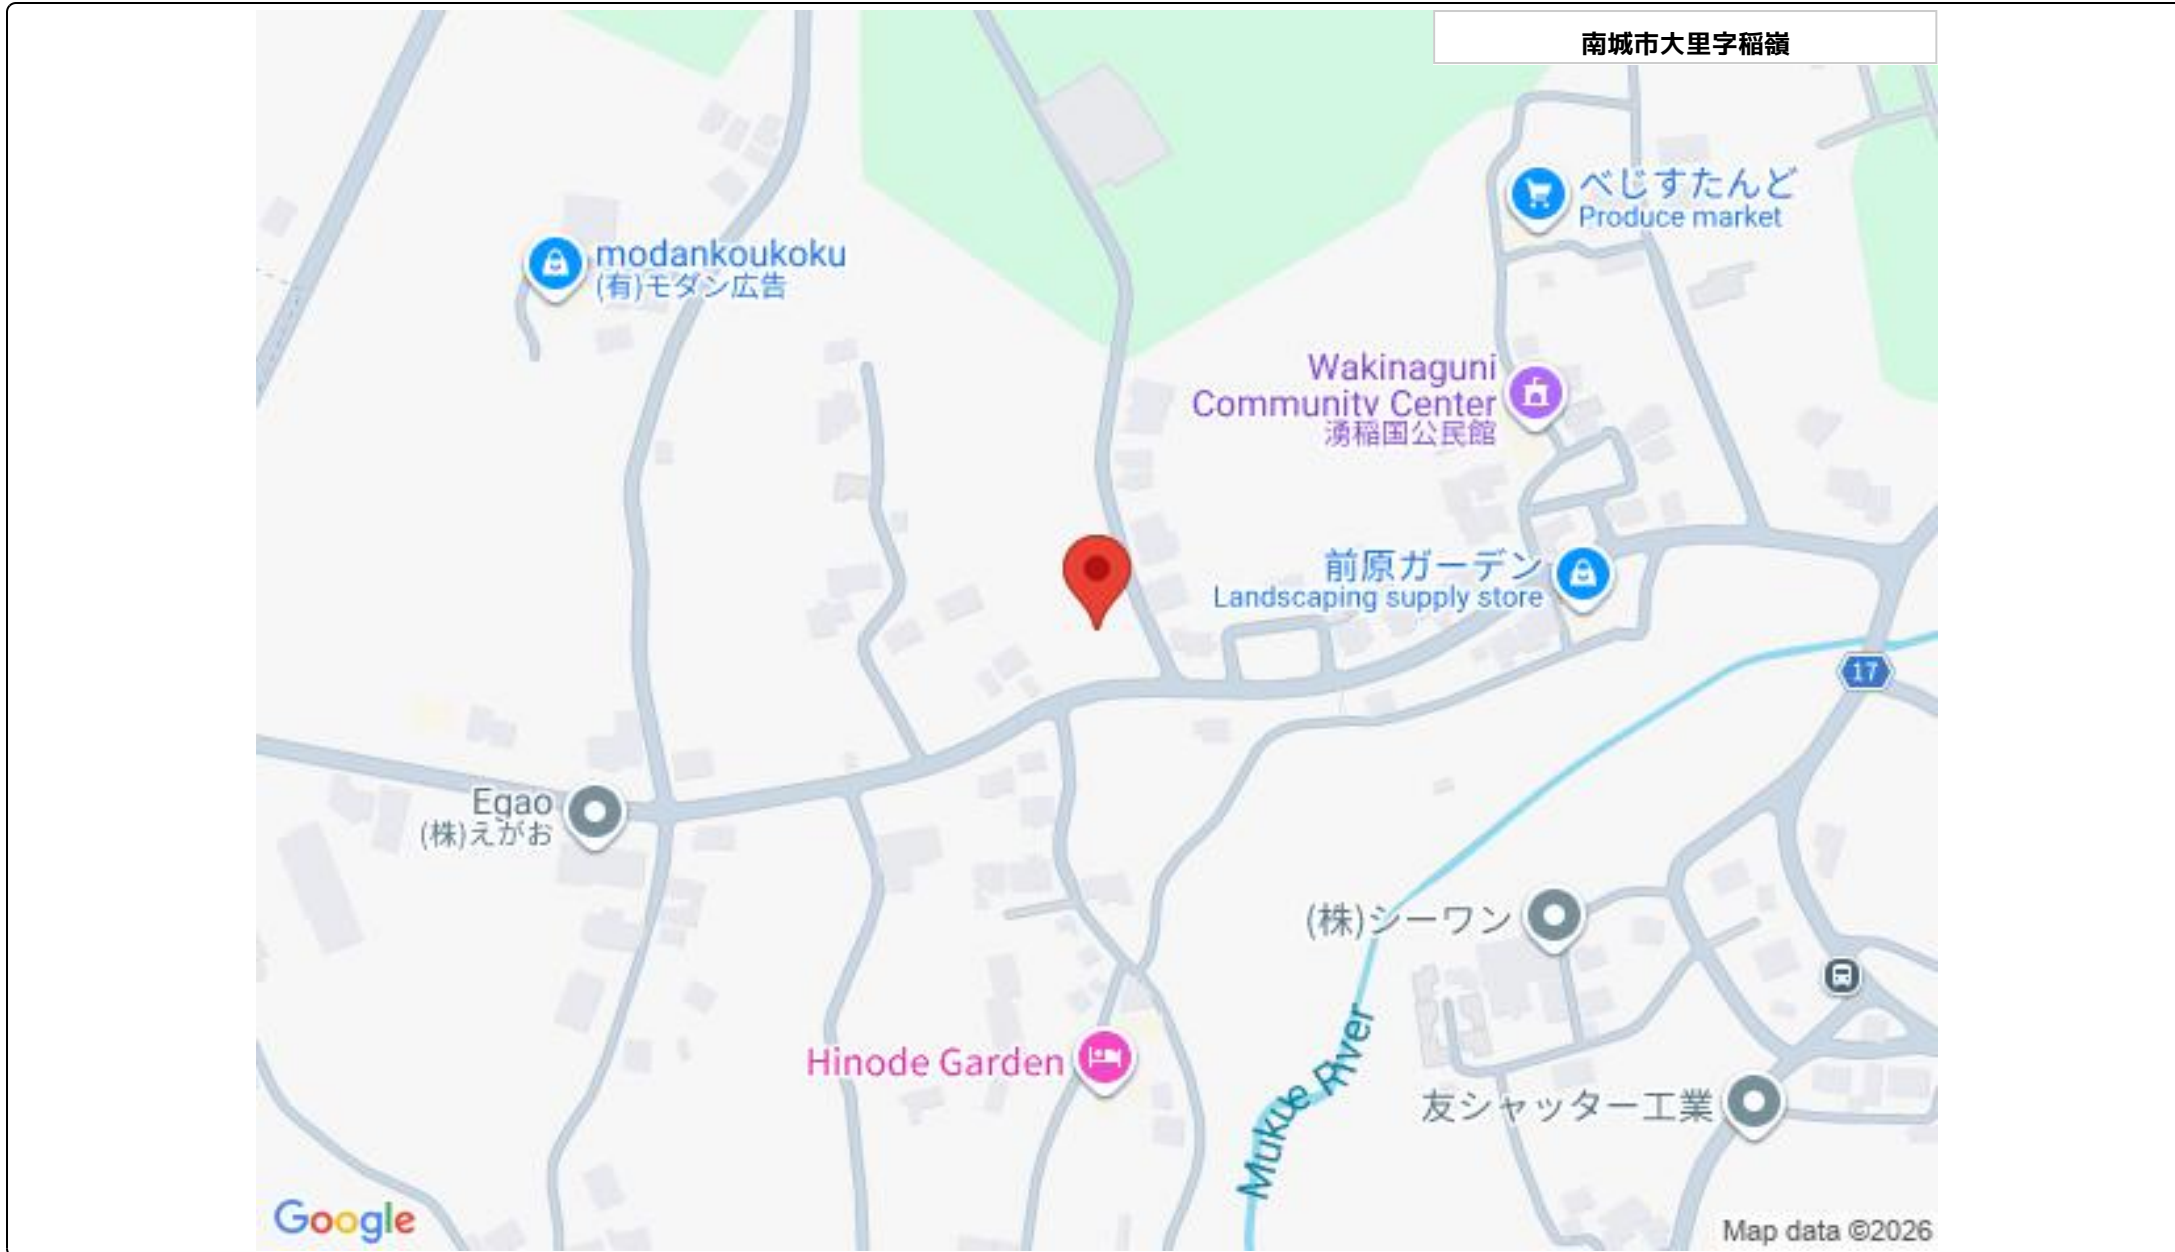 南城市大里字稲嶺
べじすたんど
Produce market
modankoukoku
(有)モダン広告
Wakinaguni
Community Center
湧稲国公民館
前原ガーデン
Landscaping supply store
17
Egao
(株)えがお
(株)シーワン
Hinode Garden
Mukue River
友シャッター工業
Google
Map data ©2026